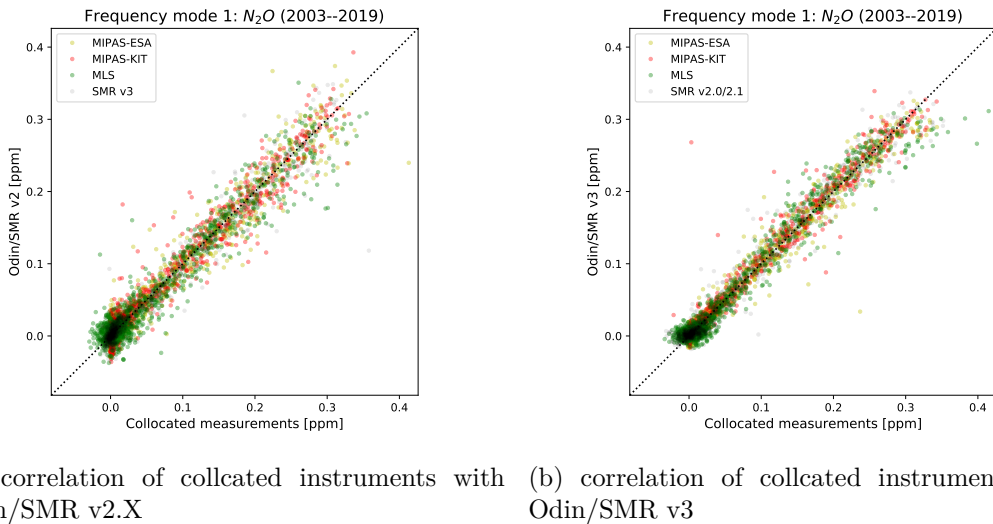 Frequency mode 1: N2O (2003--2019)
MIPAS-ESA
MIPAS-KIT
MLS
SMR v3
Odin/SMR v2 [ppm]
0.4
0.3
0.2
0.1
0.0
0.0 0.1 0.2 0.3 0.4
Collocated measurements [ppm]
correlation of collcated instruments with
n/SMR v2.X
Frequency mode 1: N2O (2003--2019)
MIPAS-ESA
MIPAS-KIT
MLS
SMR v2.0/2.1
Odin/SMR v3 [ppm]
0.4
0.3
0.2
0.1
0.0
0.0 0.1 0.2 0.3 0.4
Collocated measurements [ppm]
(b) correlation of collcated instrumen
Odin/SMR v3